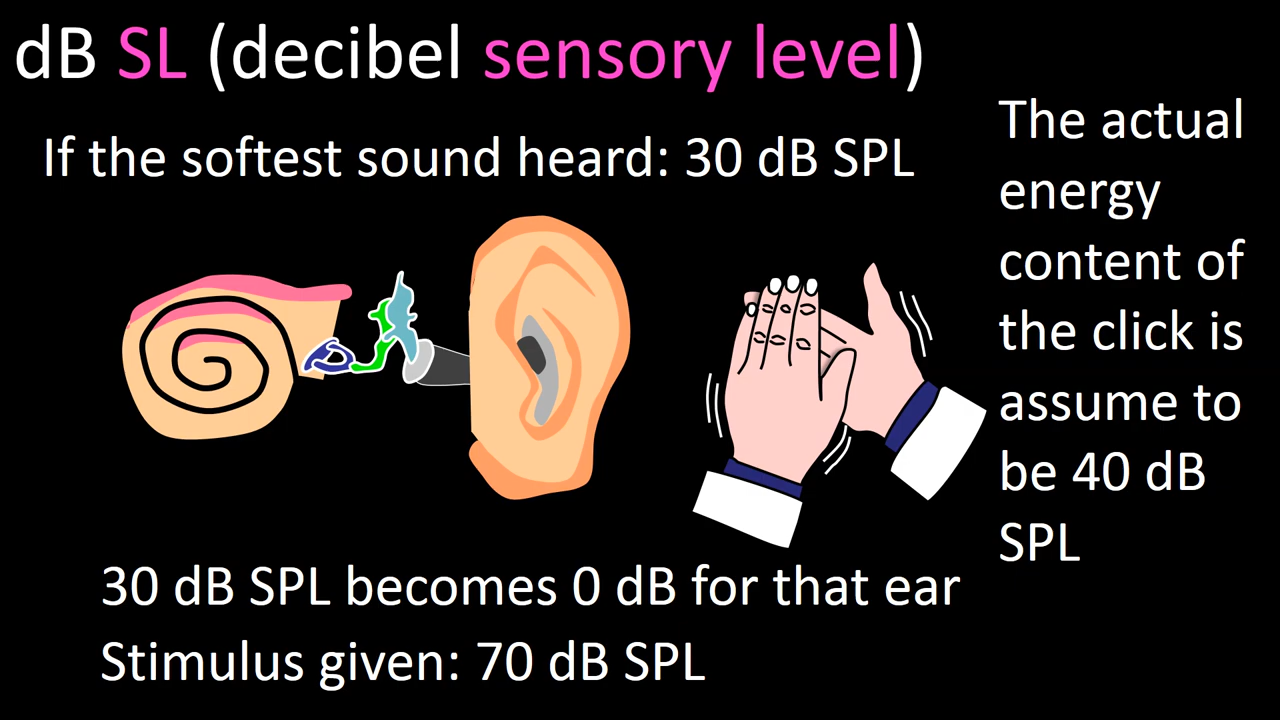 dB SL (decibel sensory level)
If the softest sound heard: 30 dB SPL
The actual
energy
content of
the click is
assume to
be 40 dB
SPL
30 dB SPL becomes 0 dB for that ear
Stimulus given: 70 dB SPL